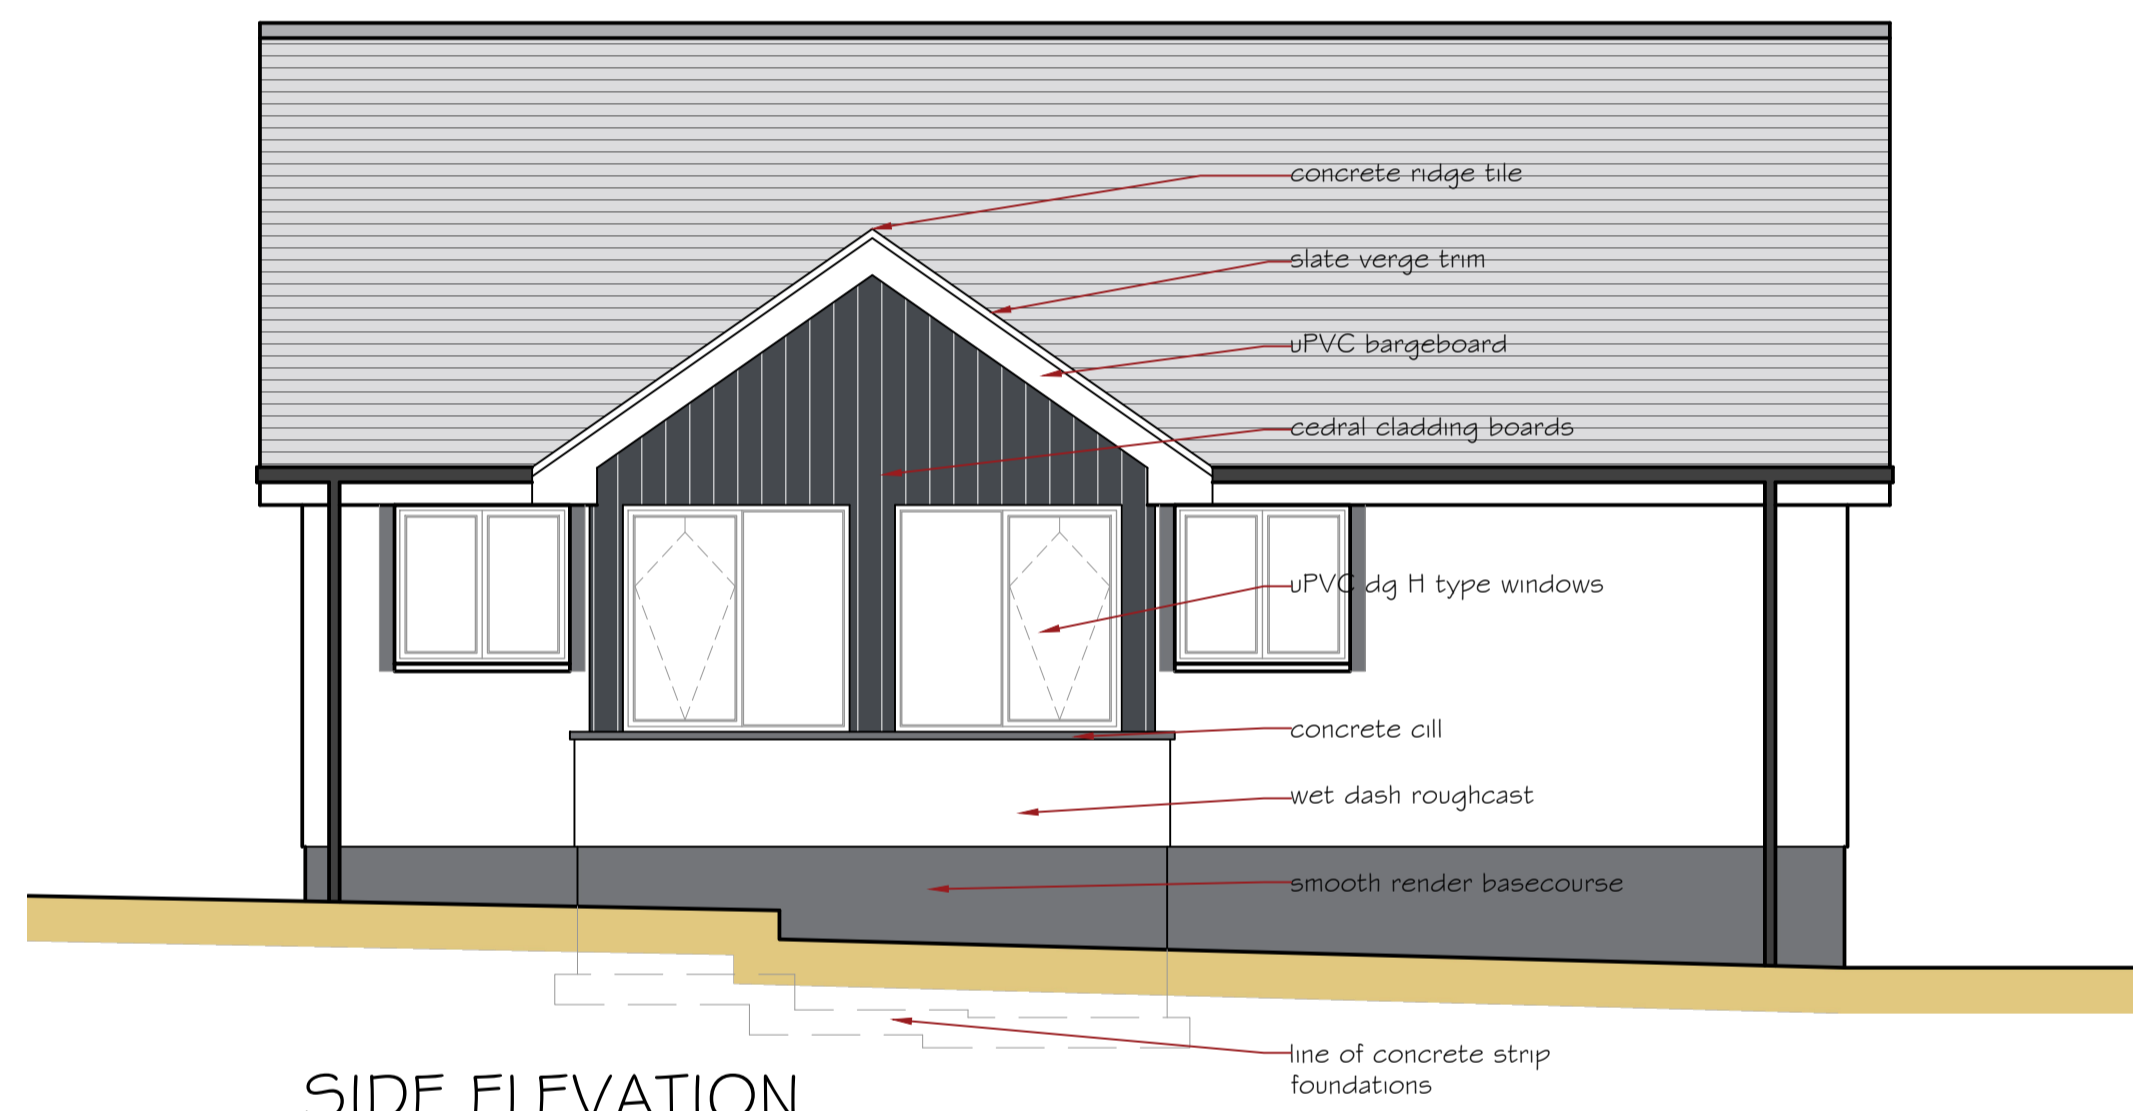 concrete ridge tile
slate verge trim
uPVC bargeboard
cedral cladding boards
uPVC dg H type windows
concrete cill
wet dash roughcast
smooth render basecourse
line of concrete strip
foundations
SIDE ELEVATION